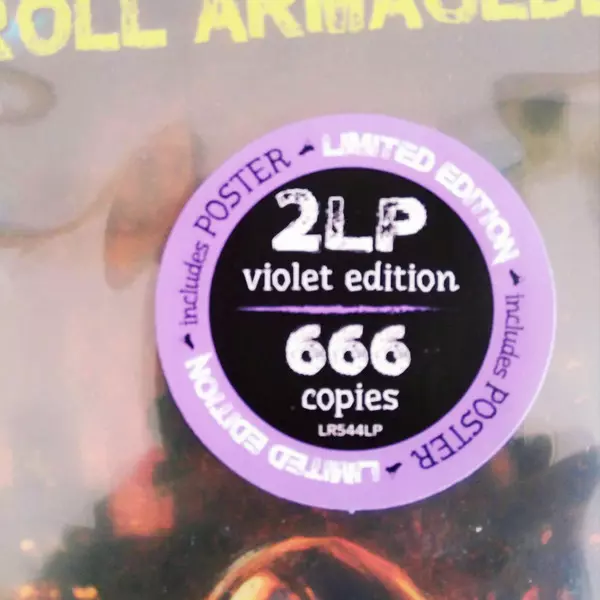 ROLL ARMAGEDD
LIMITED EDITION
includes POSTER
LIMITED EDITION
includes POSTER
2LP
violet edition
666
copies
LR544LP